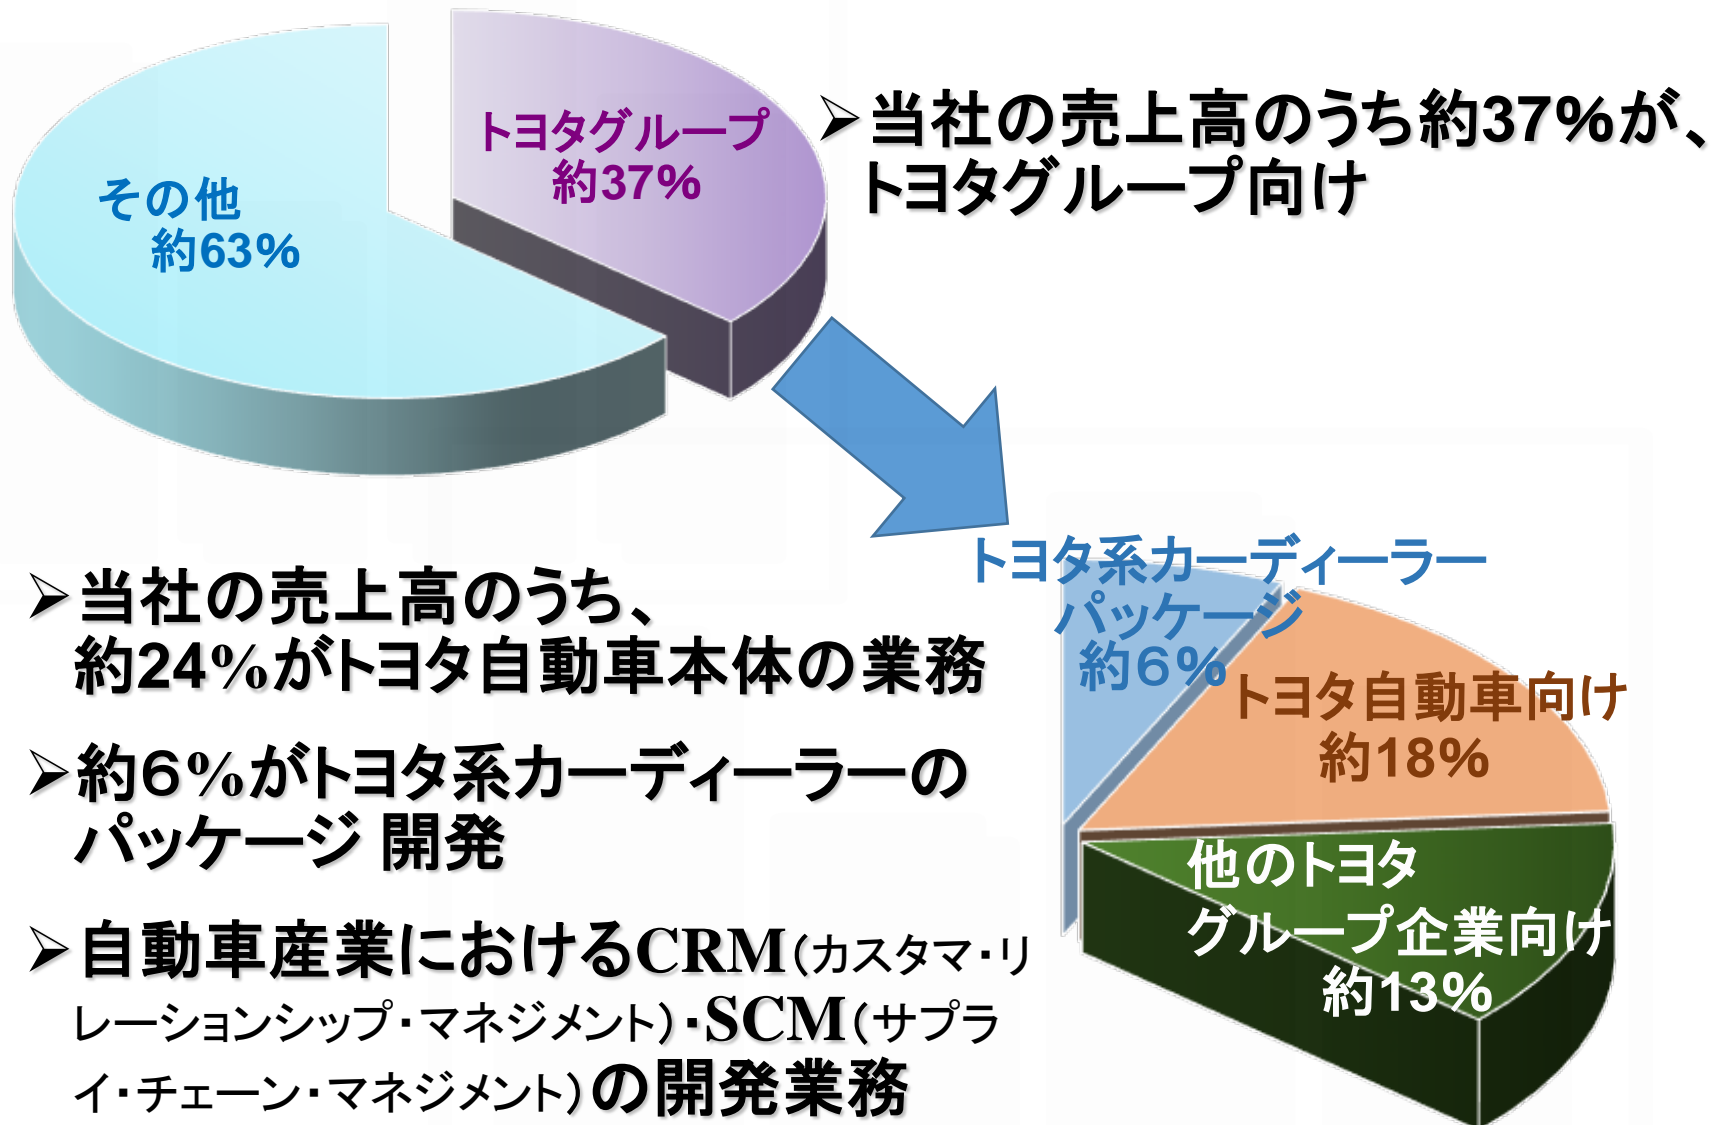 トヨタグループ
約37%
その他
約63%
➢当社の売上高のうち約37%が、
トヨタグループ向け
➢当社の売上高のうち、
約24%がトヨタ自動車本体の業務
➢約６%がトヨタ系カーディーラーの
パッケージ 開発
➢自動車産業におけるCRM（カスタマ・リ
レーションシップ・マネジメント）・SCM（サプラ
イ・チェーン・マネジメント）の開発業務
トヨタ系カーディーラー
パッケージ
約６%
トヨタ自動車向け
約18%
他のトヨタ
グループ企業向け
約13%